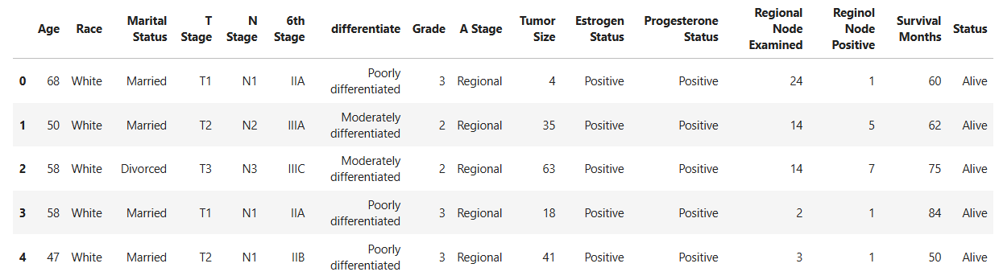 Age Race Marital Status T Stage N Stage 6th Stage differentiate Grade A Stage Tumor Size Estrogen Status Progesterone Status Regional Node Examined Reginol Node Positive Survival Months Status
0 68 White Married T1 N1 IIA Poorly differentiated 3 Regional 4 Positive Positive 24 1 60 Alive
1 50 White Married T2 N2 IIIA Moderately differentiated 2 Regional 35 Positive Positive 14 5 62 Alive
2 58 White Divorced T3 N3 IIIC Moderately differentiated 2 Regional 63 Positive Positive 14 7 75 Alive
3 58 White Married T1 N1 IIA Poorly differentiated 3 Regional 18 Positive Positive 2 1 84 Alive
4 47 White Married T2 N1 IIB Poorly differentiated 3 Regional 41 Positive Positive 3 1 50 Alive